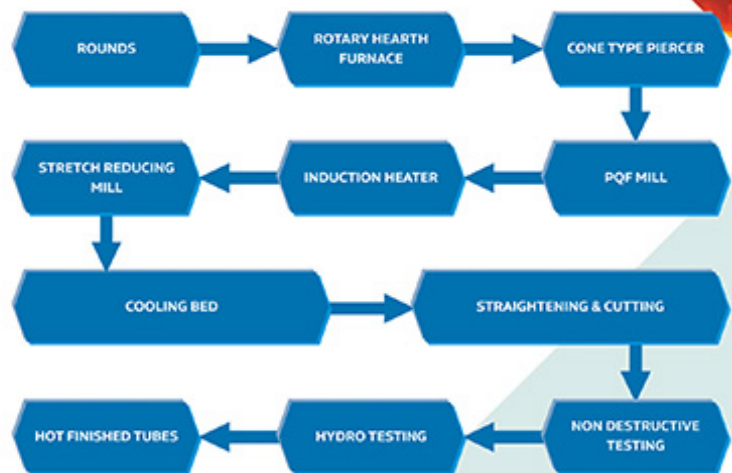 ROUNDS
ROTARY HEARTH
FURNACE
CONE TYPE PIERCER
STRETCH REDUCING
MILL
INDUCTION HEATER
PQF MILL
COOLING BED
STRAIGHTENING & CUTTING
HOT FINISHED TUBES
HYDRO TESTING
NON DESTRUCTIVE
TESTING